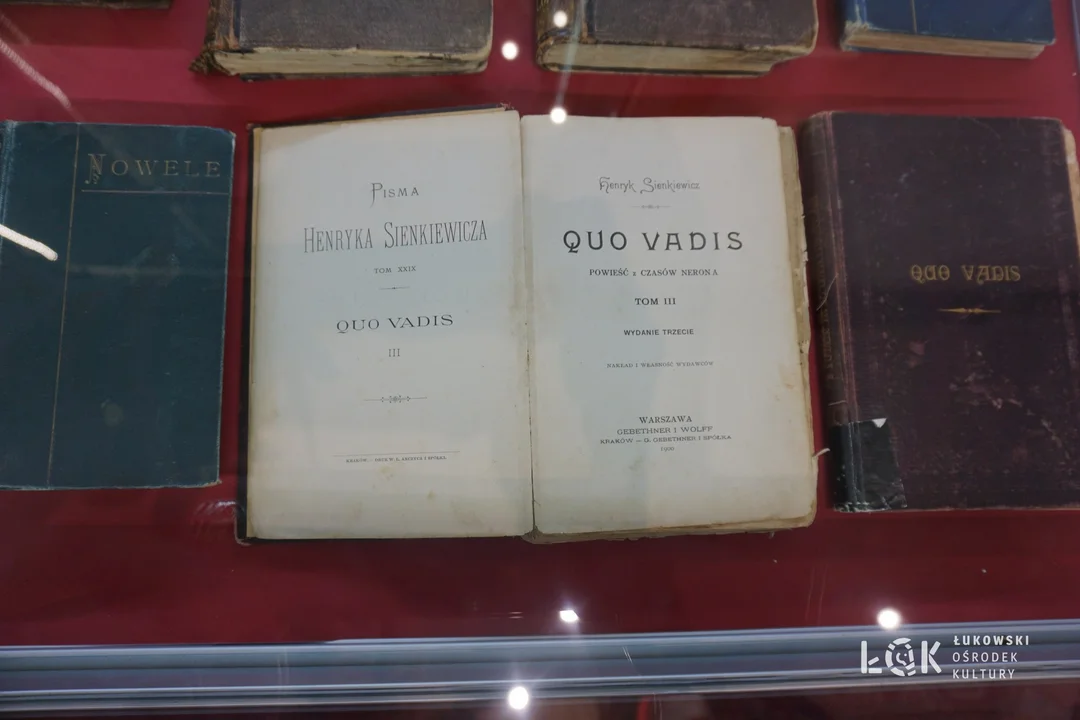 NOWELE
PISMA
HENRYKA SIENKIEWICZA
TOM XXIX
QUO VADIS
III
Henryk Sienkiewicz
QUO VADIS
POWIEŚĆ z CZASÓW NERONA
TOM III
WYDANIE TRZECIE
NAKŁAD I WŁASNOŚĆ WYDAWCÓW
WARSZAWA
GEBETHNER I WOLFF
KRAKÓW — G. GEBETHNER I SPÓŁKA
1900
QUO VADIS
ŁOK
ŁUKOWSKI
OŚRODEK
KULTURY